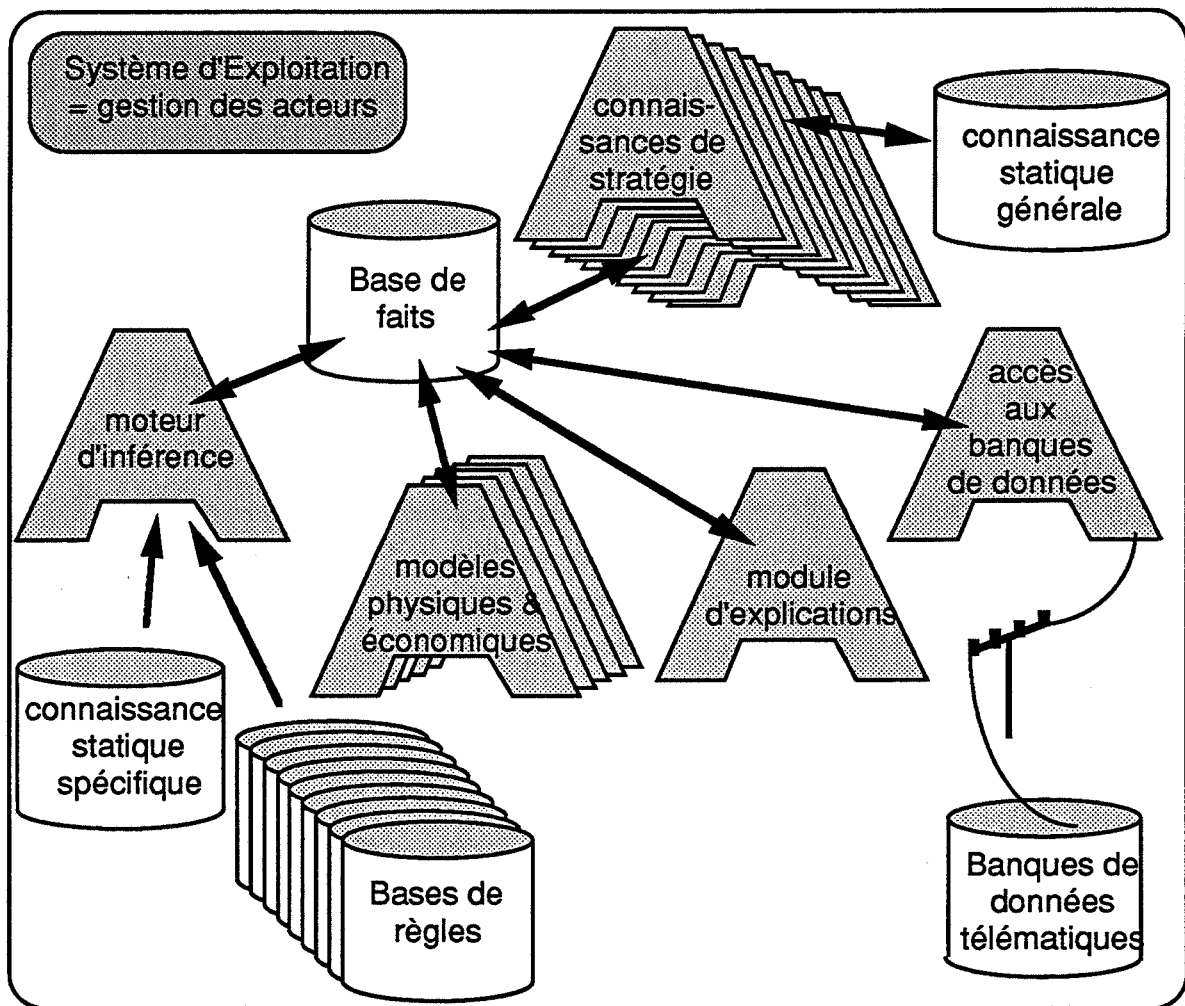 Système d'Exploitation
= gestion des acteurs
connais-
sances de
stratégie
connaissance
statique
générale
Base de
faits
moteur
d'inférence
accès
aux
banques
de données
modèles
physiques &
économiques
module
d'explications
connaissance
statique
spécifique
Bases de
règles
Banques de
données
télématiques